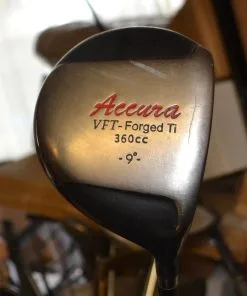 Accura
VFT-Forged Ti
360cc
-9°-